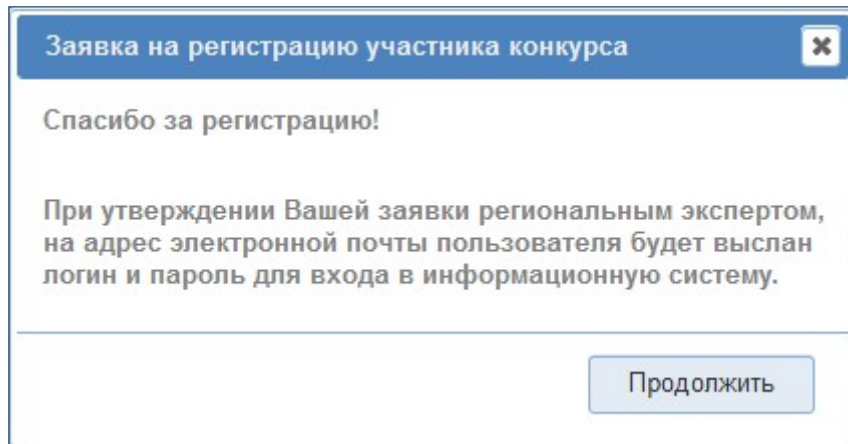 Заявка на регистрацию участника конкурса
Спасибо за регистрацию!
При утверждении Вашей заявки региональным экспертом,
на адрес электронной почты пользователя будет выслан
логин и пароль для входа в информационную систему.
Продолжить